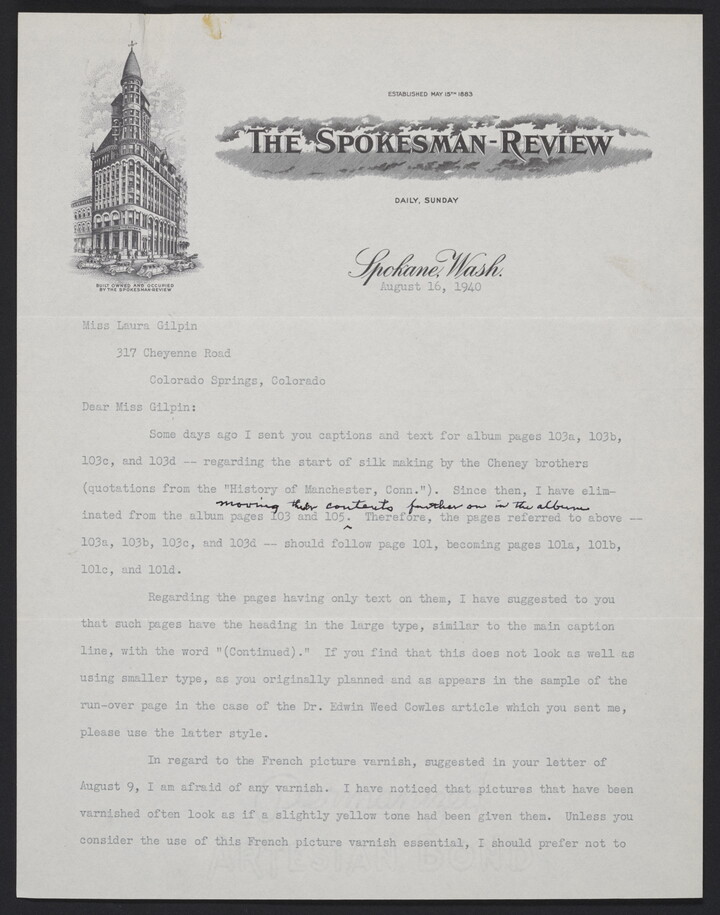 ESTABLISHED MAY 15TH 1883
THE SPOKESMAN-REVIEW
DAILY, SUNDAY
BUILT OWNED AND OCCUPIED
BY THE SPOKESMAN-REVIEW
Spokane, Wash.
August 16, 1940
Miss Laura Gilpin
317 Cheyenne Road
Colorado Springs, Colorado
Dear Miss Gilpin:
Some days ago I sent you captions and text for album pages 103a, 103b,
103c, and 103d -- regarding the start of silk making by the Cheney brothers
(quotations from the "History of Manchester, Conn."). Since then, I have elim-
moving their contents further on in the album
inated from the album pages 103 and 105. Therefore, the pages referred to above --
103a, 103b, 103c, and 103d -- should follow page 101, becoming pages 101a, 101b,
101c, and 101d.
Regarding the pages having only text on them, I have suggested to you
that such pages have the heading in the large type, similar to the main caption
line, with the word "(Continued)." If you find that this does not look as well as
using smaller type, as you originally planned and as appears in the sample of the
run-over page in the case of the Dr. Edwin Weed Cowles article which you sent me,
please use the latter style.
In regard to the French picture varnish, suggested in your letter of
August 9, I am afraid of any varnish. I have noticed that pictures that have been
varnished often look as if a slightly yellow tone had been given them. Unless you
consider the use of this French picture varnish essential, I should prefer not to
ARTESIAN BOND